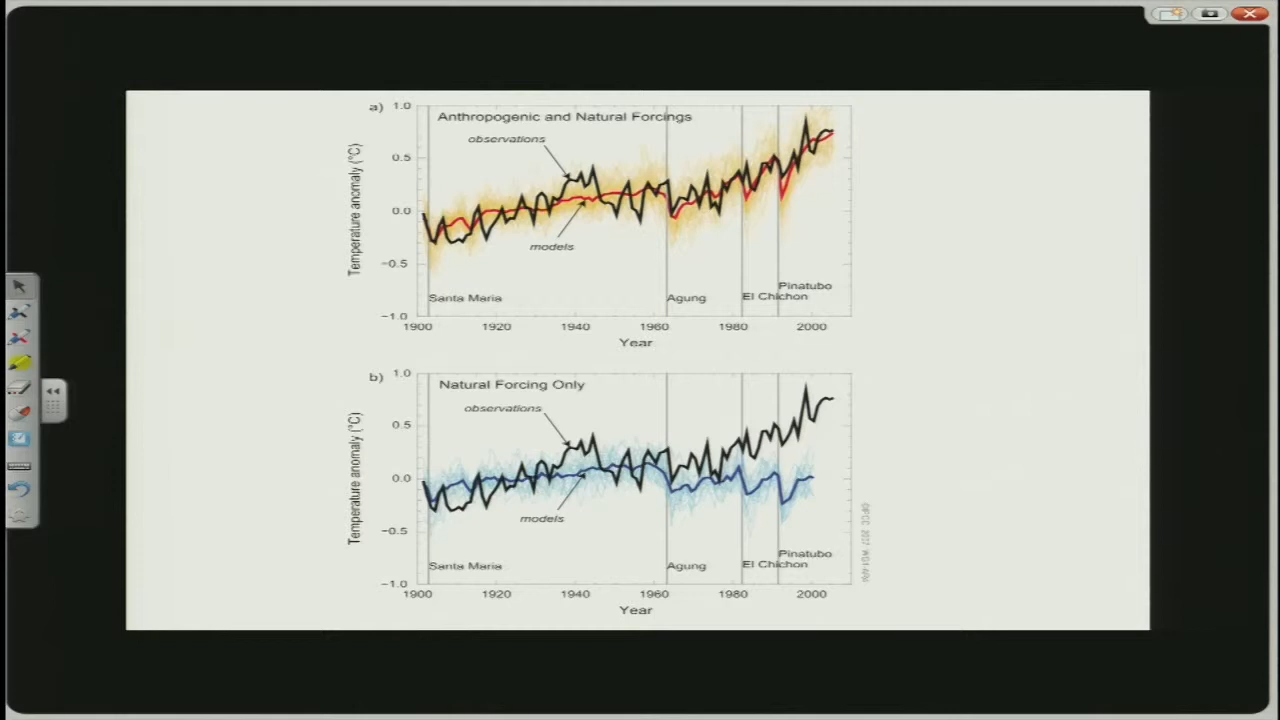 a)
1.0
Anthropogenic and Natural Forcings
observations
0.5
Temperature anomaly (°C)
0.0
models
−0.5
Pinatubo
Santa Maria Agung El Chichon
−1.0
1900 1920 1940 1960 1980 2000
Year
b)
1.0
Natural Forcing Only
observations
0.5
Temperature anomaly (°C)
0.0
models
−0.5
Pinatubo
Santa Maria Agung El Chichon
−1.0
1900 1920 1940 1960 1980 2000
Year